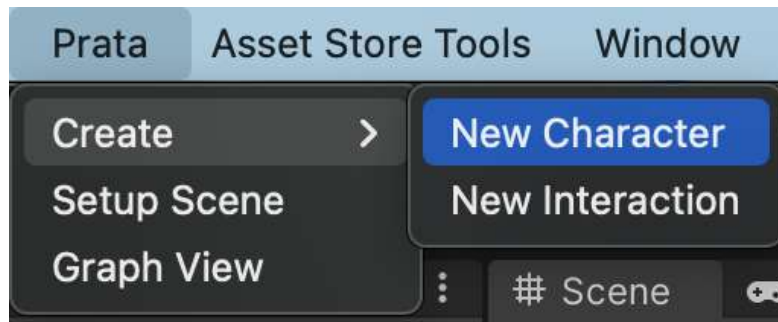 Prata Asset Store Tools Window
Create > New Character
Setup Scene New Interaction
Graph View
# Scene